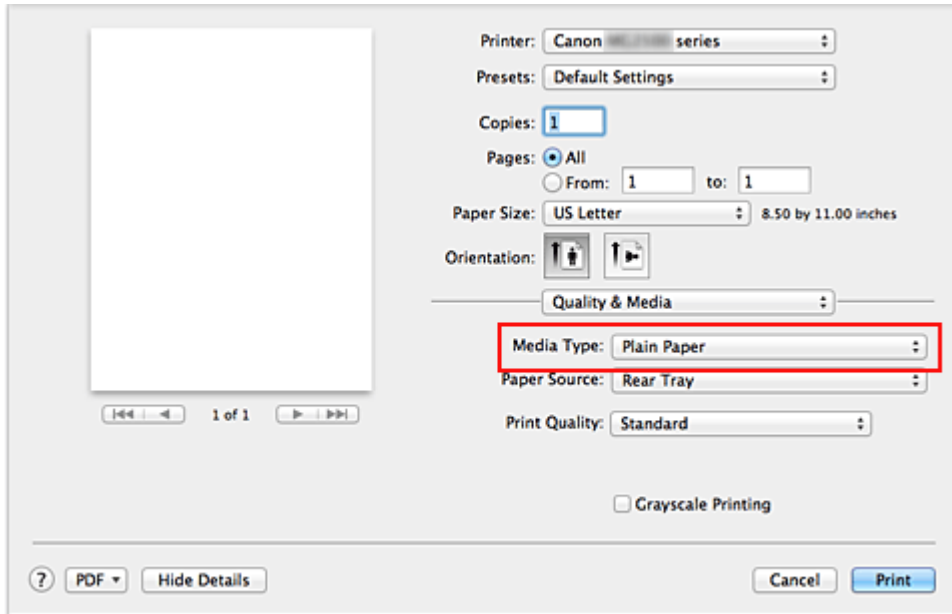 Printer: Canon series
Presets: Default Settings
Copies: 1
Pages: All
From: 1 to: 1
Paper Size: US Letter 8.50 by 11.00 inches
Orientation:
Quality & Media
Media Type: Plain Paper
Paper Source: Rear Tray
1 of 1
Print Quality: Standard
Grayscale Printing
? PDF Hide Details Cancel Print